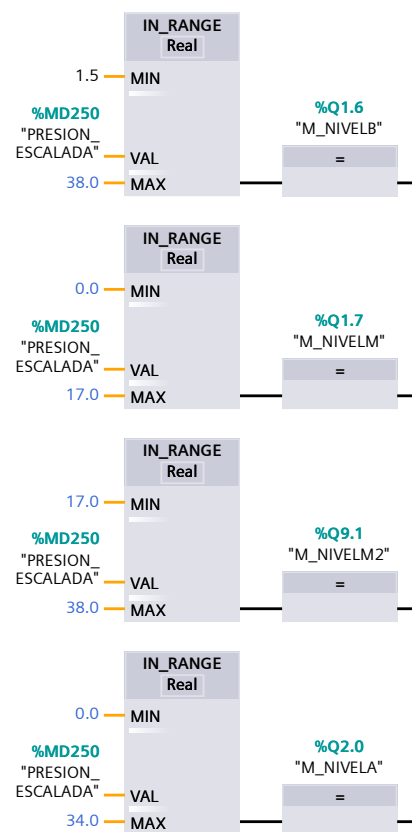 IN_RANGE
Real
1.5 MIN
%MD250
"PRESION_
ESCALADA" VAL
38.0 MAX
%Q1.6
"M_NIVELB"
=
IN_RANGE
Real
0.0 MIN
%MD250
"PRESION_
ESCALADA" VAL
17.0 MAX
%Q1.7
"M_NIVELM"
=
IN_RANGE
Real
17.0 MIN
%MD250
"PRESION_
ESCALADA" VAL
38.0 MAX
%Q9.1
"M_NIVELM2"
=
IN_RANGE
Real
0.0 MIN
%MD250
"PRESION_
ESCALADA" VAL
34.0 MAX
%Q2.0
"M_NIVELA"
=